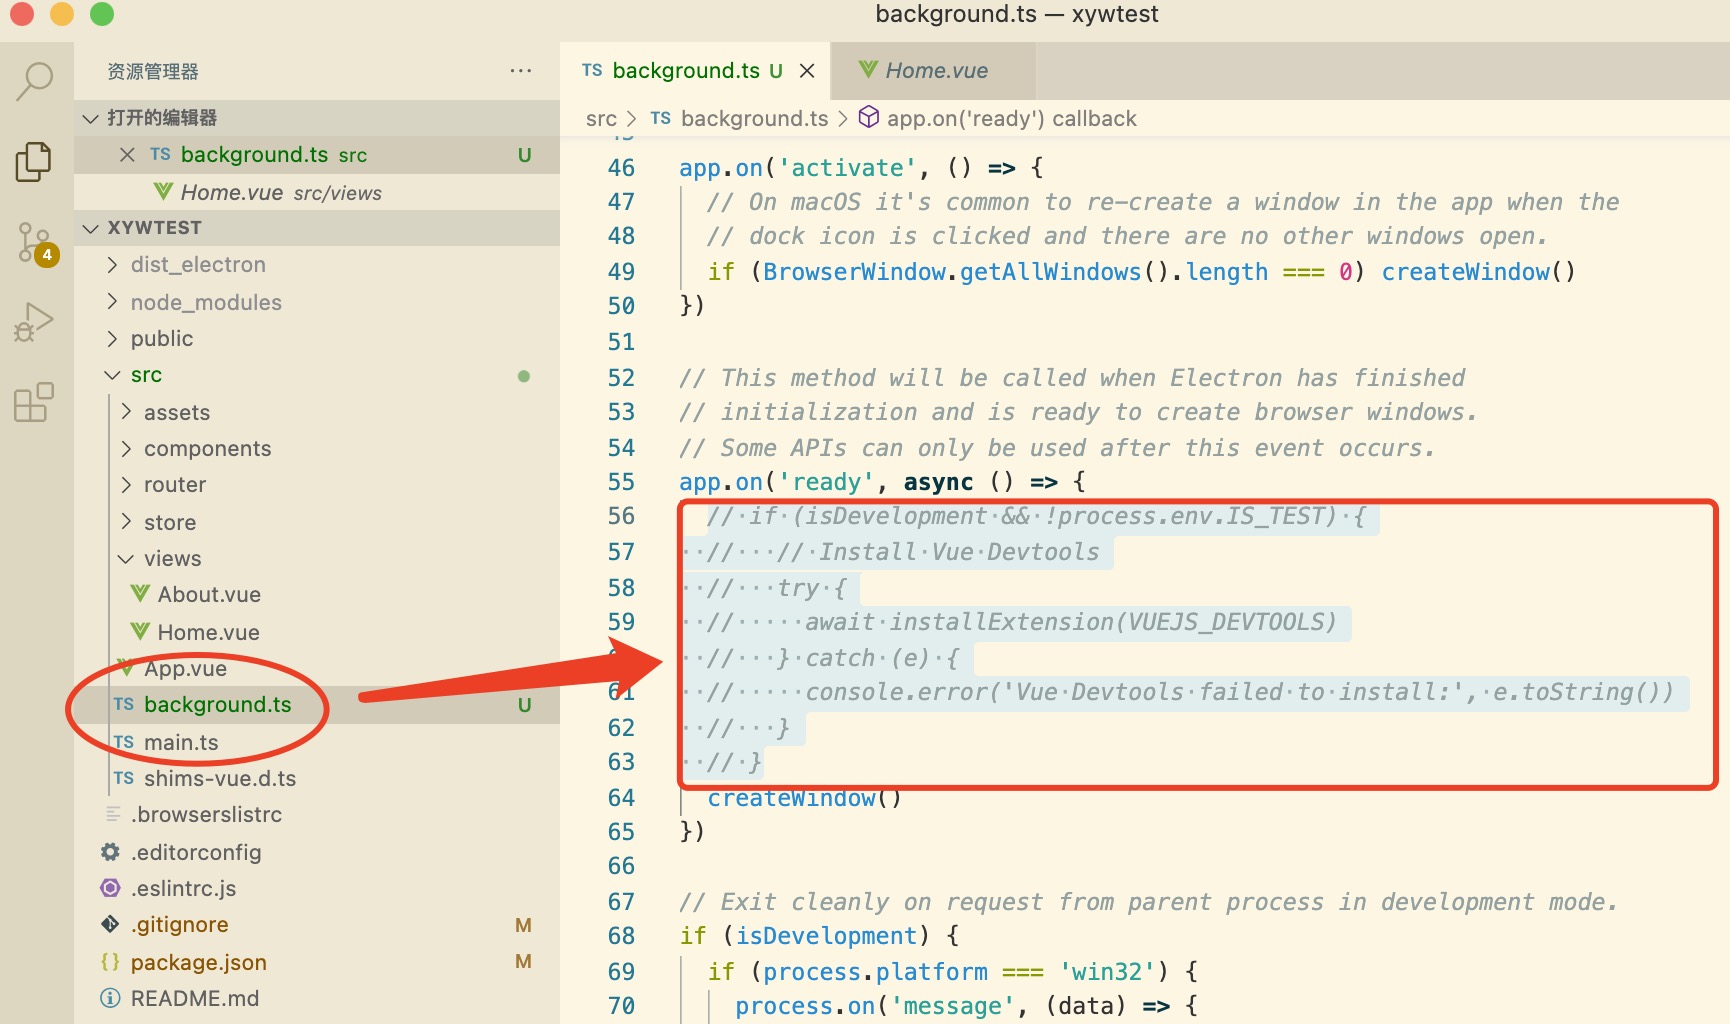 background.ts — xywtest
资源管理器
···
TS background.ts U
Home.vue
打开的编辑器
TS background.ts src U
Home.vue src/views
XYWTEST
dist_electron
node_modules
public
src
assets
components
router
store
views
About.vue
Home.vue
App.vue
TS background.ts U
TS main.ts
TS shims-vue.d.ts
.browserslistrc
.editorconfig
.eslintrc.js
.gitignore M
{} package.json M
README.md
4
src > TS background.ts > app.on('ready') callback
46 app.on('activate', () => {
47 // On macOS it's common to re-create a window in the app when the
48 // dock icon is clicked and there are no other windows open.
49 if (BrowserWindow.getAllWindows().length === 0) createWindow()
50 })
51
52 // This method will be called when Electron has finished
53 // initialization and is ready to create browser windows.
54 // Some APIs can only be used after this event occurs.
55 app.on('ready', async () => {
56 //·if·(isDevelopment·&&·!process.env.IS_TEST)·{
57 ··//···//·Install·Vue·Devtools
58 ··//···try·{
59 ··//·····await·installExtension(VUEJS_DEVTOOLS)
··//···}·catch·(e)·{
61 ··//·····console.error('Vue·Devtools·failed·to·install:',·e.toString())
62 ··//···}
63 ··//·}
64 createWindow()
65 })
66
67 // Exit cleanly on request from parent process in development mode.
68 if (isDevelopment) {
69 if (process.platform === 'win32') {
70 process.on('message', (data) => {